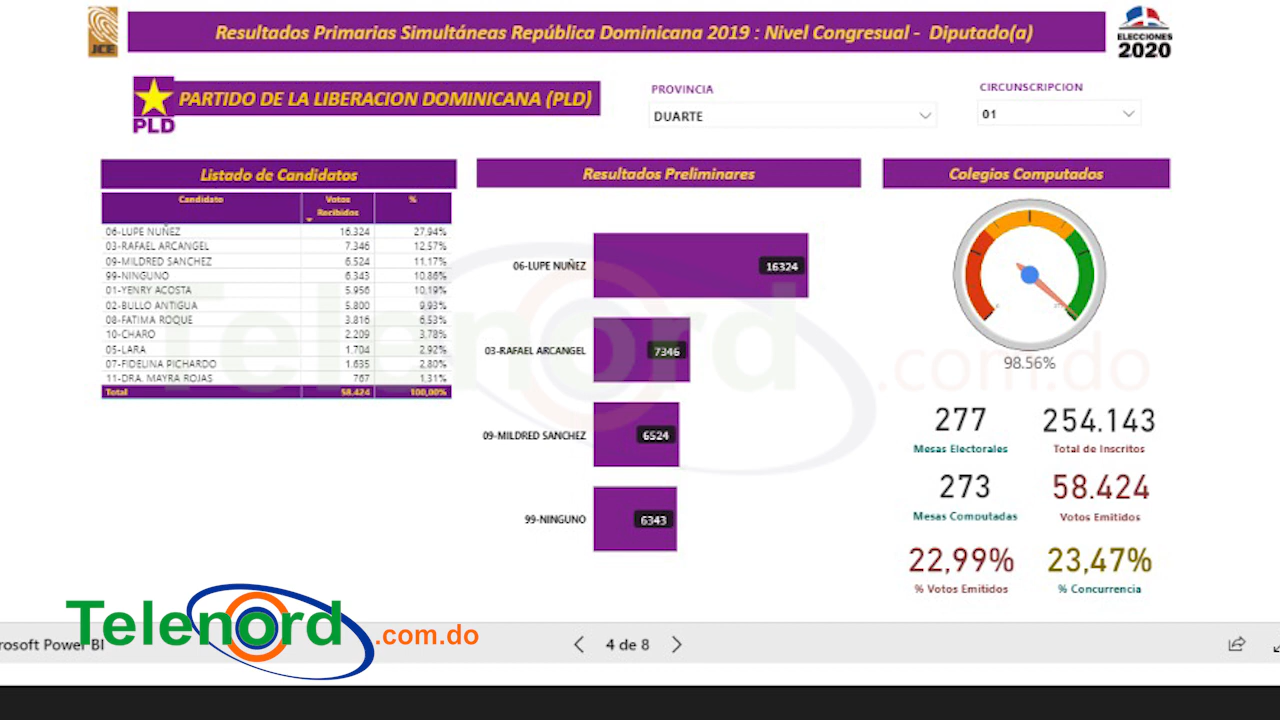 JCE
Resultados Primarias Simultáneas República Dominicana 2019 : Nivel Congresual - Diputado(a)
ELECCIONES
2020
PLD
PARTIDO DE LA LIBERACION DOMINICANA (PLD)
PROVINCIA
DUARTE
CIRCUNSCRIPCION
01
Listado de Candidatos
Candidato Votos Recibidos %
06-LUPE NUÑEZ 16.324 27,94%
03-RAFAEL ARCANGEL 7.346 12,57%
09-MILDRED SANCHEZ 6.524 11,17%
99-NINGUNO 6.343 10,86%
01-YENRY ACOSTA 5.956 10,19%
02-BULLO ANTIGUA 5.800 9,93%
08-FATIMA ROQUE 3.816 6,53%
10-CHARO 2.209 3,78%
05-LARA 1.704 2,92%
07-FIDELINA PICHARDO 1.635 2,80%
11-DRA. MAYRA ROJAS 767 1,31%
Total 58.424 100,00%
Resultados Preliminares
06-LUPE NUÑEZ 16324
03-RAFAEL ARCANGEL 7346
09-MILDRED SANCHEZ 6524
99-NINGUNO 6343
Colegios Computados
98.56%
277 254.143
Mesas Electorales Total de Inscritos
273 58.424
Mesas Computadas Votos Emitidos
22,99% 23,47%
% Votos Emitidos % Concurrencia
Telenord .com.do
rosoft Power BI
4 de 8
Telenord
.com.do